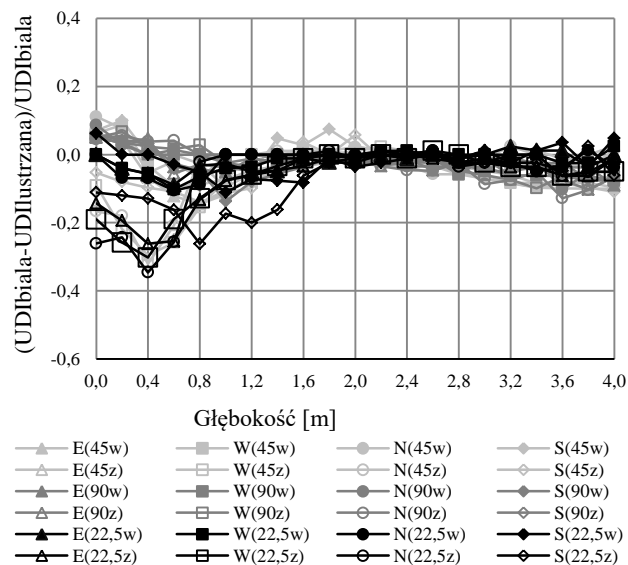 (UDIbiala-UDIlustrzana)/UDIbiala
0,4
0,2
0,0
-0,2
-0,4
-0,6
0,0 0,4 0,8 1,2 1,6 2,0 2,4 2,8 3,2 3,6 4,0
Głębokość [m]
E(45w) W(45w) N(45w) S(45w)
E(45z) W(45z) N(45z) S(45z)
E(90w) W(90w) N(90w) S(90w)
E(90z) W(90z) N(90z) S(90z)
E(22,5w) W(22,5w) N(22,5w) S(22,5w)
E(22,5z) W(22,5z) N(22,5z) S(22,5z)